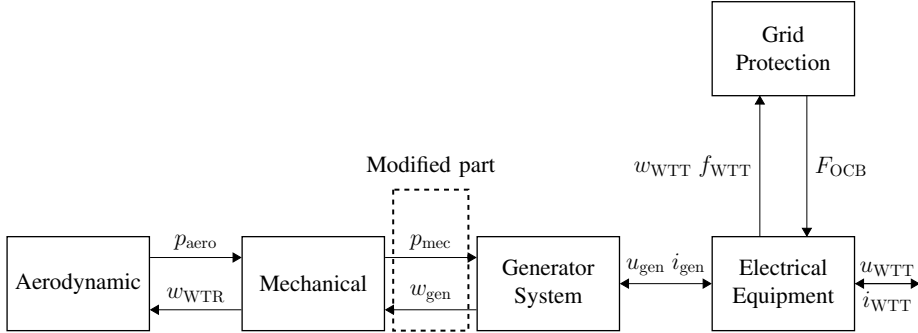 Grid
Protection
Modified part
w_WTT f_WTT
F_OCB
Aerodynamic
p_aero
w_WTR
Mechanical
p_mec
w_gen
Generator
System
u_gen i_gen
Electrical
Equipment
u_WTT
i_WTT